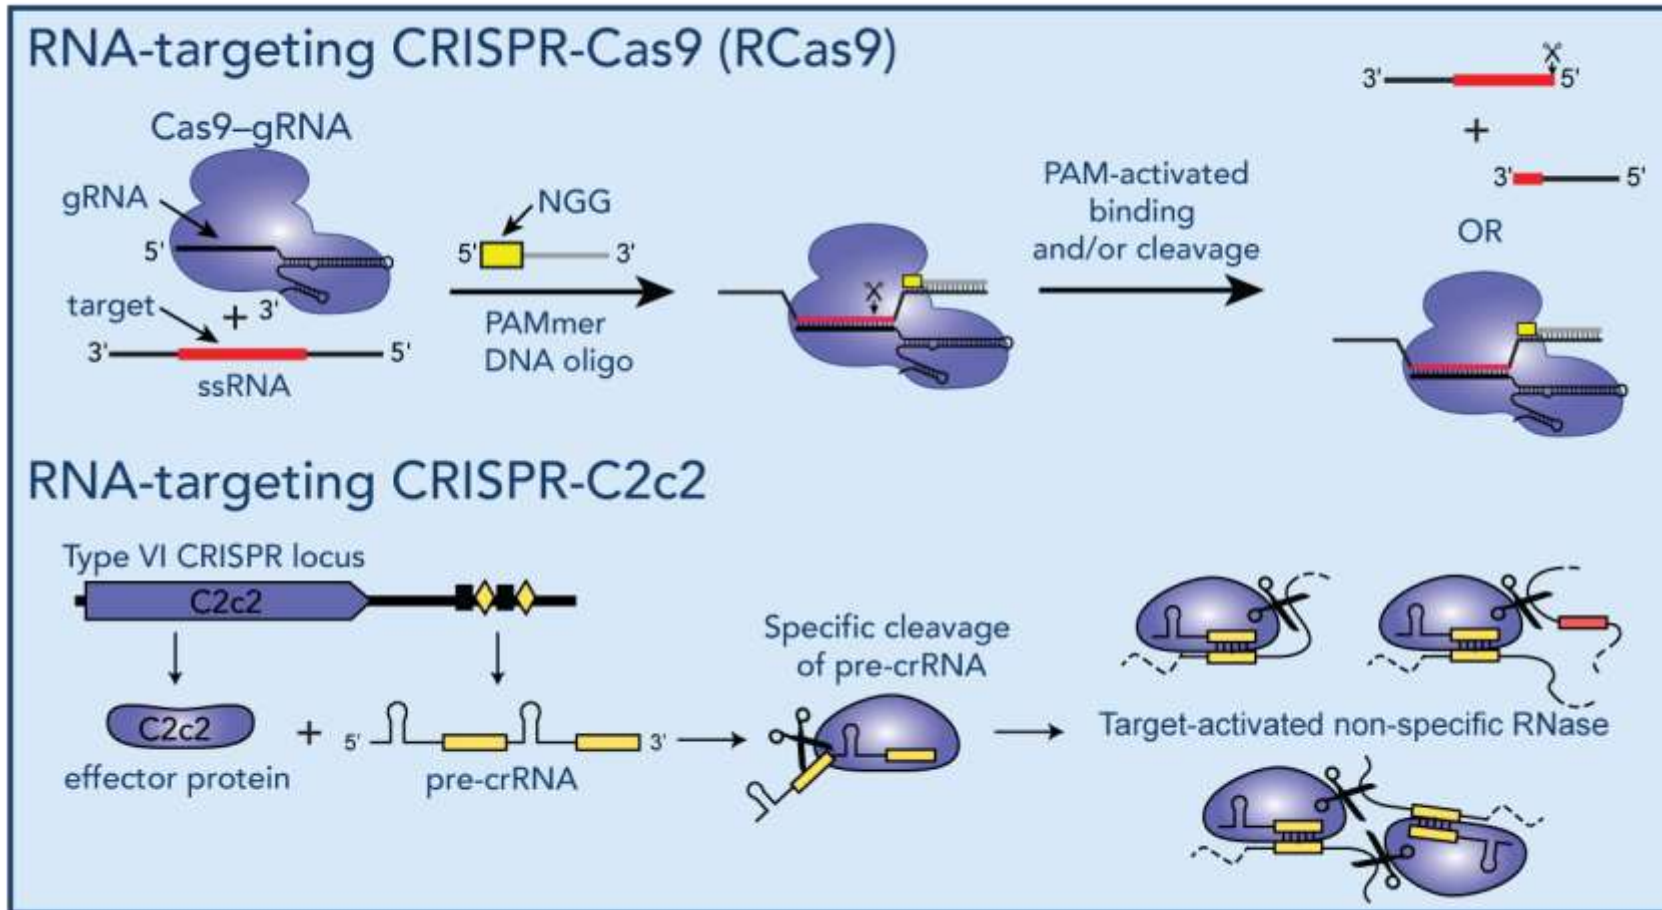 RNA-targeting CRISPR-Cas9 (RCas9)
Cas9–gRNA
gRNA
5'
3'
target
+
3'
5'
ssRNA
NGG
5'
3'
PAMmer
DNA oligo
PAM-activated
binding
and/or cleavage
3'
5'
+
3'
5'
OR
RNA-targeting CRISPR-C2c2
Type VI CRISPR locus
C2c2
C2c2
effector protein
+
5'
3'
pre-crRNA
Specific cleavage
of pre-crRNA
Target-activated non-specific RNase